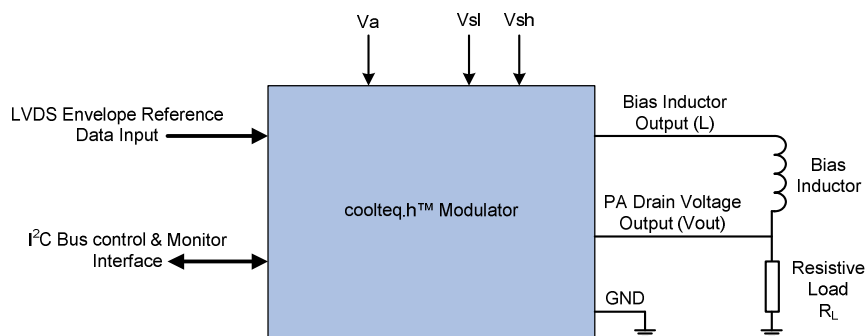 Va
Vsl
Vsh
LVDS Envelope Reference
Data Input
Bias Inductor
Output (L)
Bias
Inductor
coolteq.h™ Modulator
PA Drain Voltage
Output (Vout)
I²C Bus control & Monitor
Interface
Resistive
Load
R_L
GND